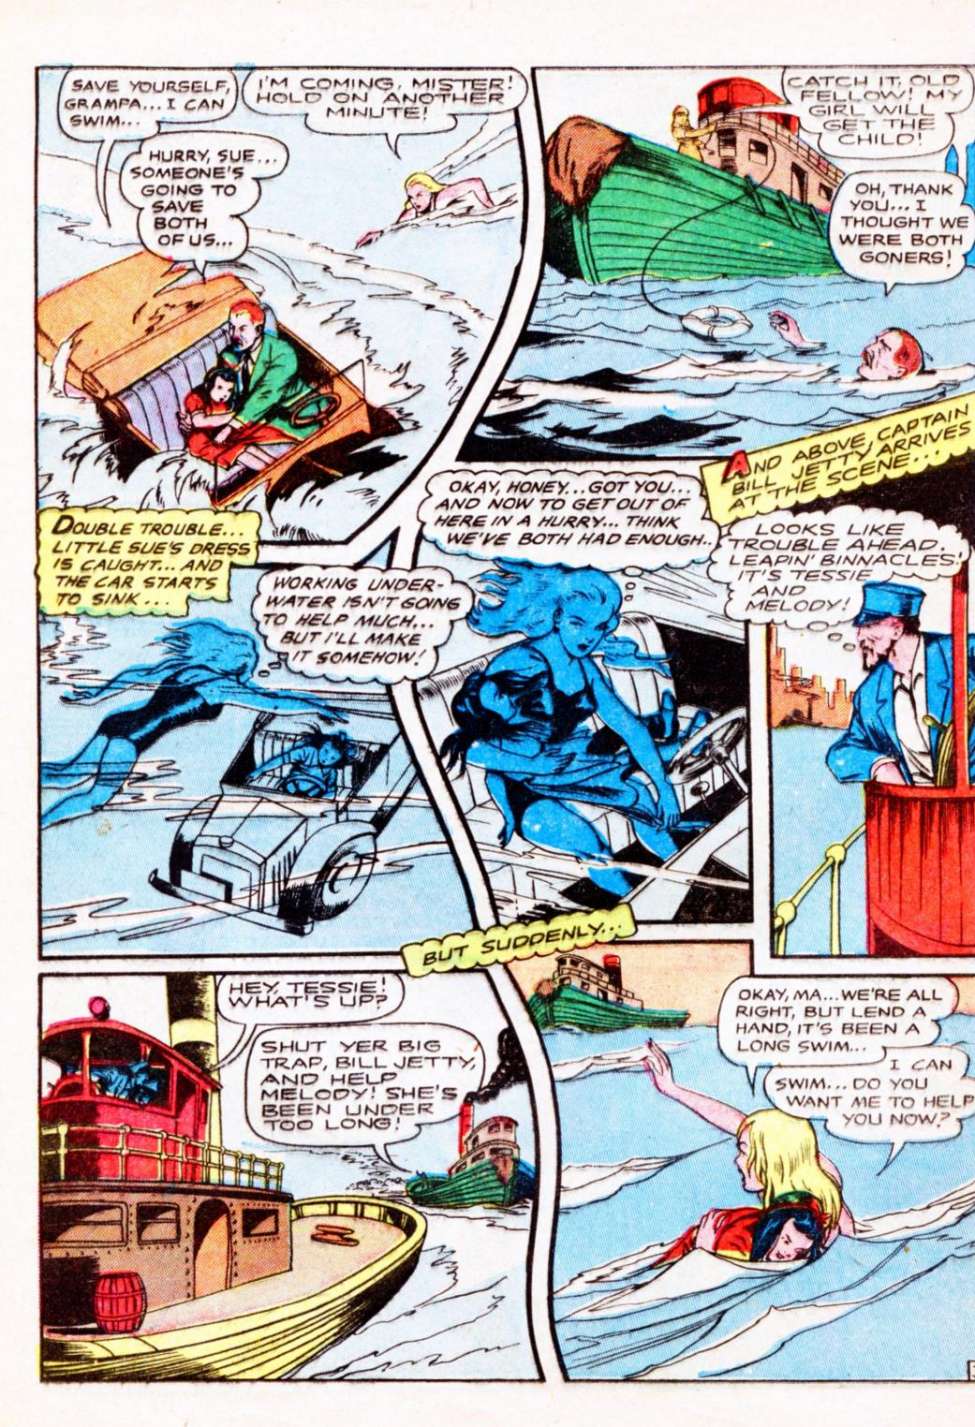 SAVE YOURSELF,
GRAMPA... I CAN
SWIM...
I'M COMING, MISTER!
HOLD ON ANOTHER
MINUTE!
HURRY, SUE...
SOMEONE'S
GOING TO
SAVE
BOTH
OF US...
CATCH IT, OLD
FELLOW! MY
GIRL WILL
GET THE
CHILD!
OH, THANK
YOU... I
THOUGHT WE
WERE BOTH
GONERS!
DOUBLE TROUBLE...
LITTLE SUE'S DRESS
IS CAUGHT... AND
THE CAR STARTS
TO SINK...
WORKING UNDER-
WATER ISN'T GOING
TO HELP MUCH...
BUT I'LL MAKE
IT SOMEHOW!
OKAY, HONEY... GOT YOU...
AND NOW TO GET OUT OF
HERE IN A HURRY... THINK
WE'VE BOTH HAD ENOUGH..
AND ABOVE, CAPTAIN
BILL JETTY ARRIVES
AT THE SCENE...
LOOKS LIKE
TROUBLE AHEAD,
LEAPIN' BINNACLES,
IT'S TESSIE
AND
MELODY!
BUT SUDDENLY...
HEY, TESSIE!
WHAT'S UP?
SHUT YER BIG
TRAP, BILL JETTY,
AND HELP
MELODY! SHE'S
BEEN UNDER
TOO LONG!
OKAY, MA... WE'RE ALL
RIGHT, BUT LEND A
HAND, IT'S BEEN A
LONG SWIM...
I CAN
SWIM... DO YOU
WANT ME TO HELP
YOU NOW?